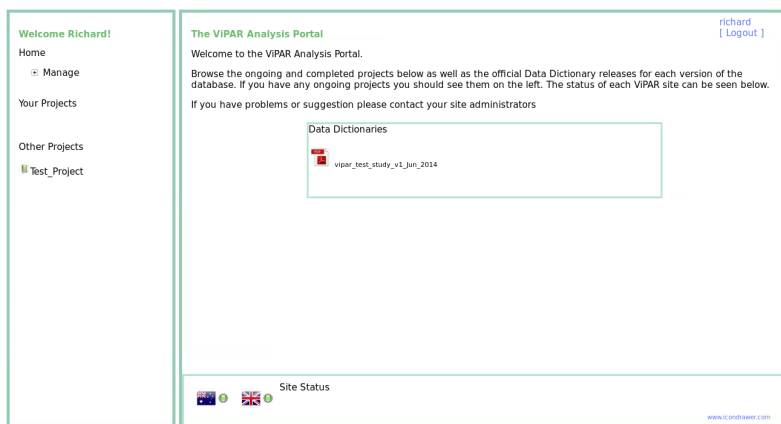 Welcome Richard!
Home
Manage
Your Projects
Other Projects
Test_Project
richard
[ Logout ]
The ViPAR Analysis Portal
Welcome to the ViPAR Analysis Portal.
Browse the ongoing and completed projects below as well as the official Data Dictionary releases for each version of the
database. If you have any ongoing projects you should see them on the left. The status of each ViPAR site can be seen below.
If you have problems or suggestion please contact your site administrators
Data Dictionaries
PDF
vipar_test_study_v1_Jun_2014
Site Status
www.icondrawer.com